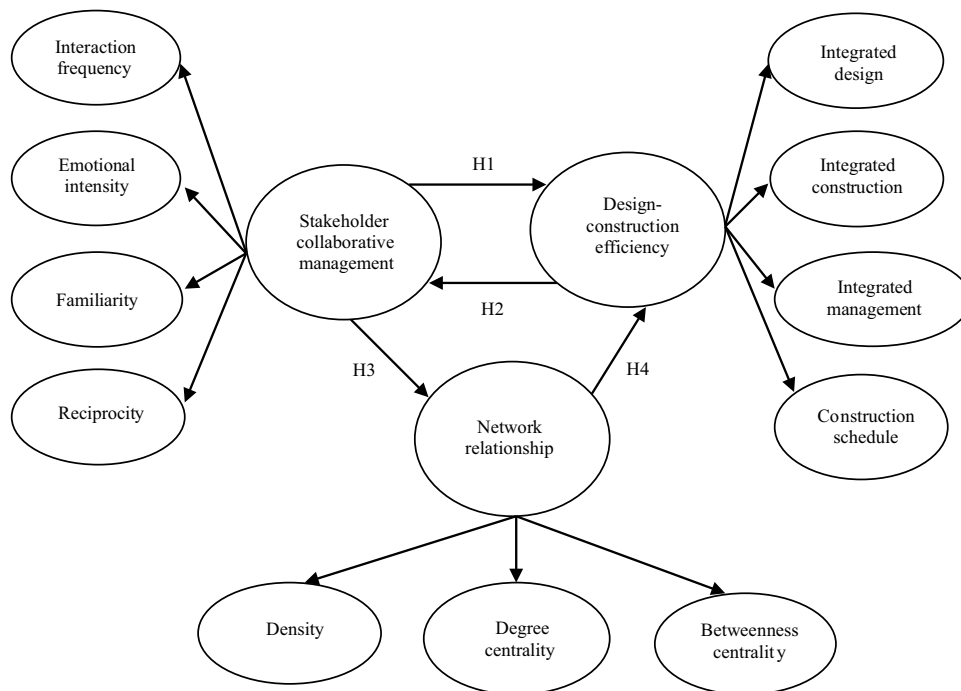 Interaction
frequency
Emotional
intensity
Familiarity
Reciprocity
Stakeholder
collaborative
management
H1
H2
H3
H4
Design-
construction
efficiency
Network
relationship
Integrated
design
Integrated
construction
Integrated
management
Construction
schedule
Density
Degree
centrality
Betweenness
centrality